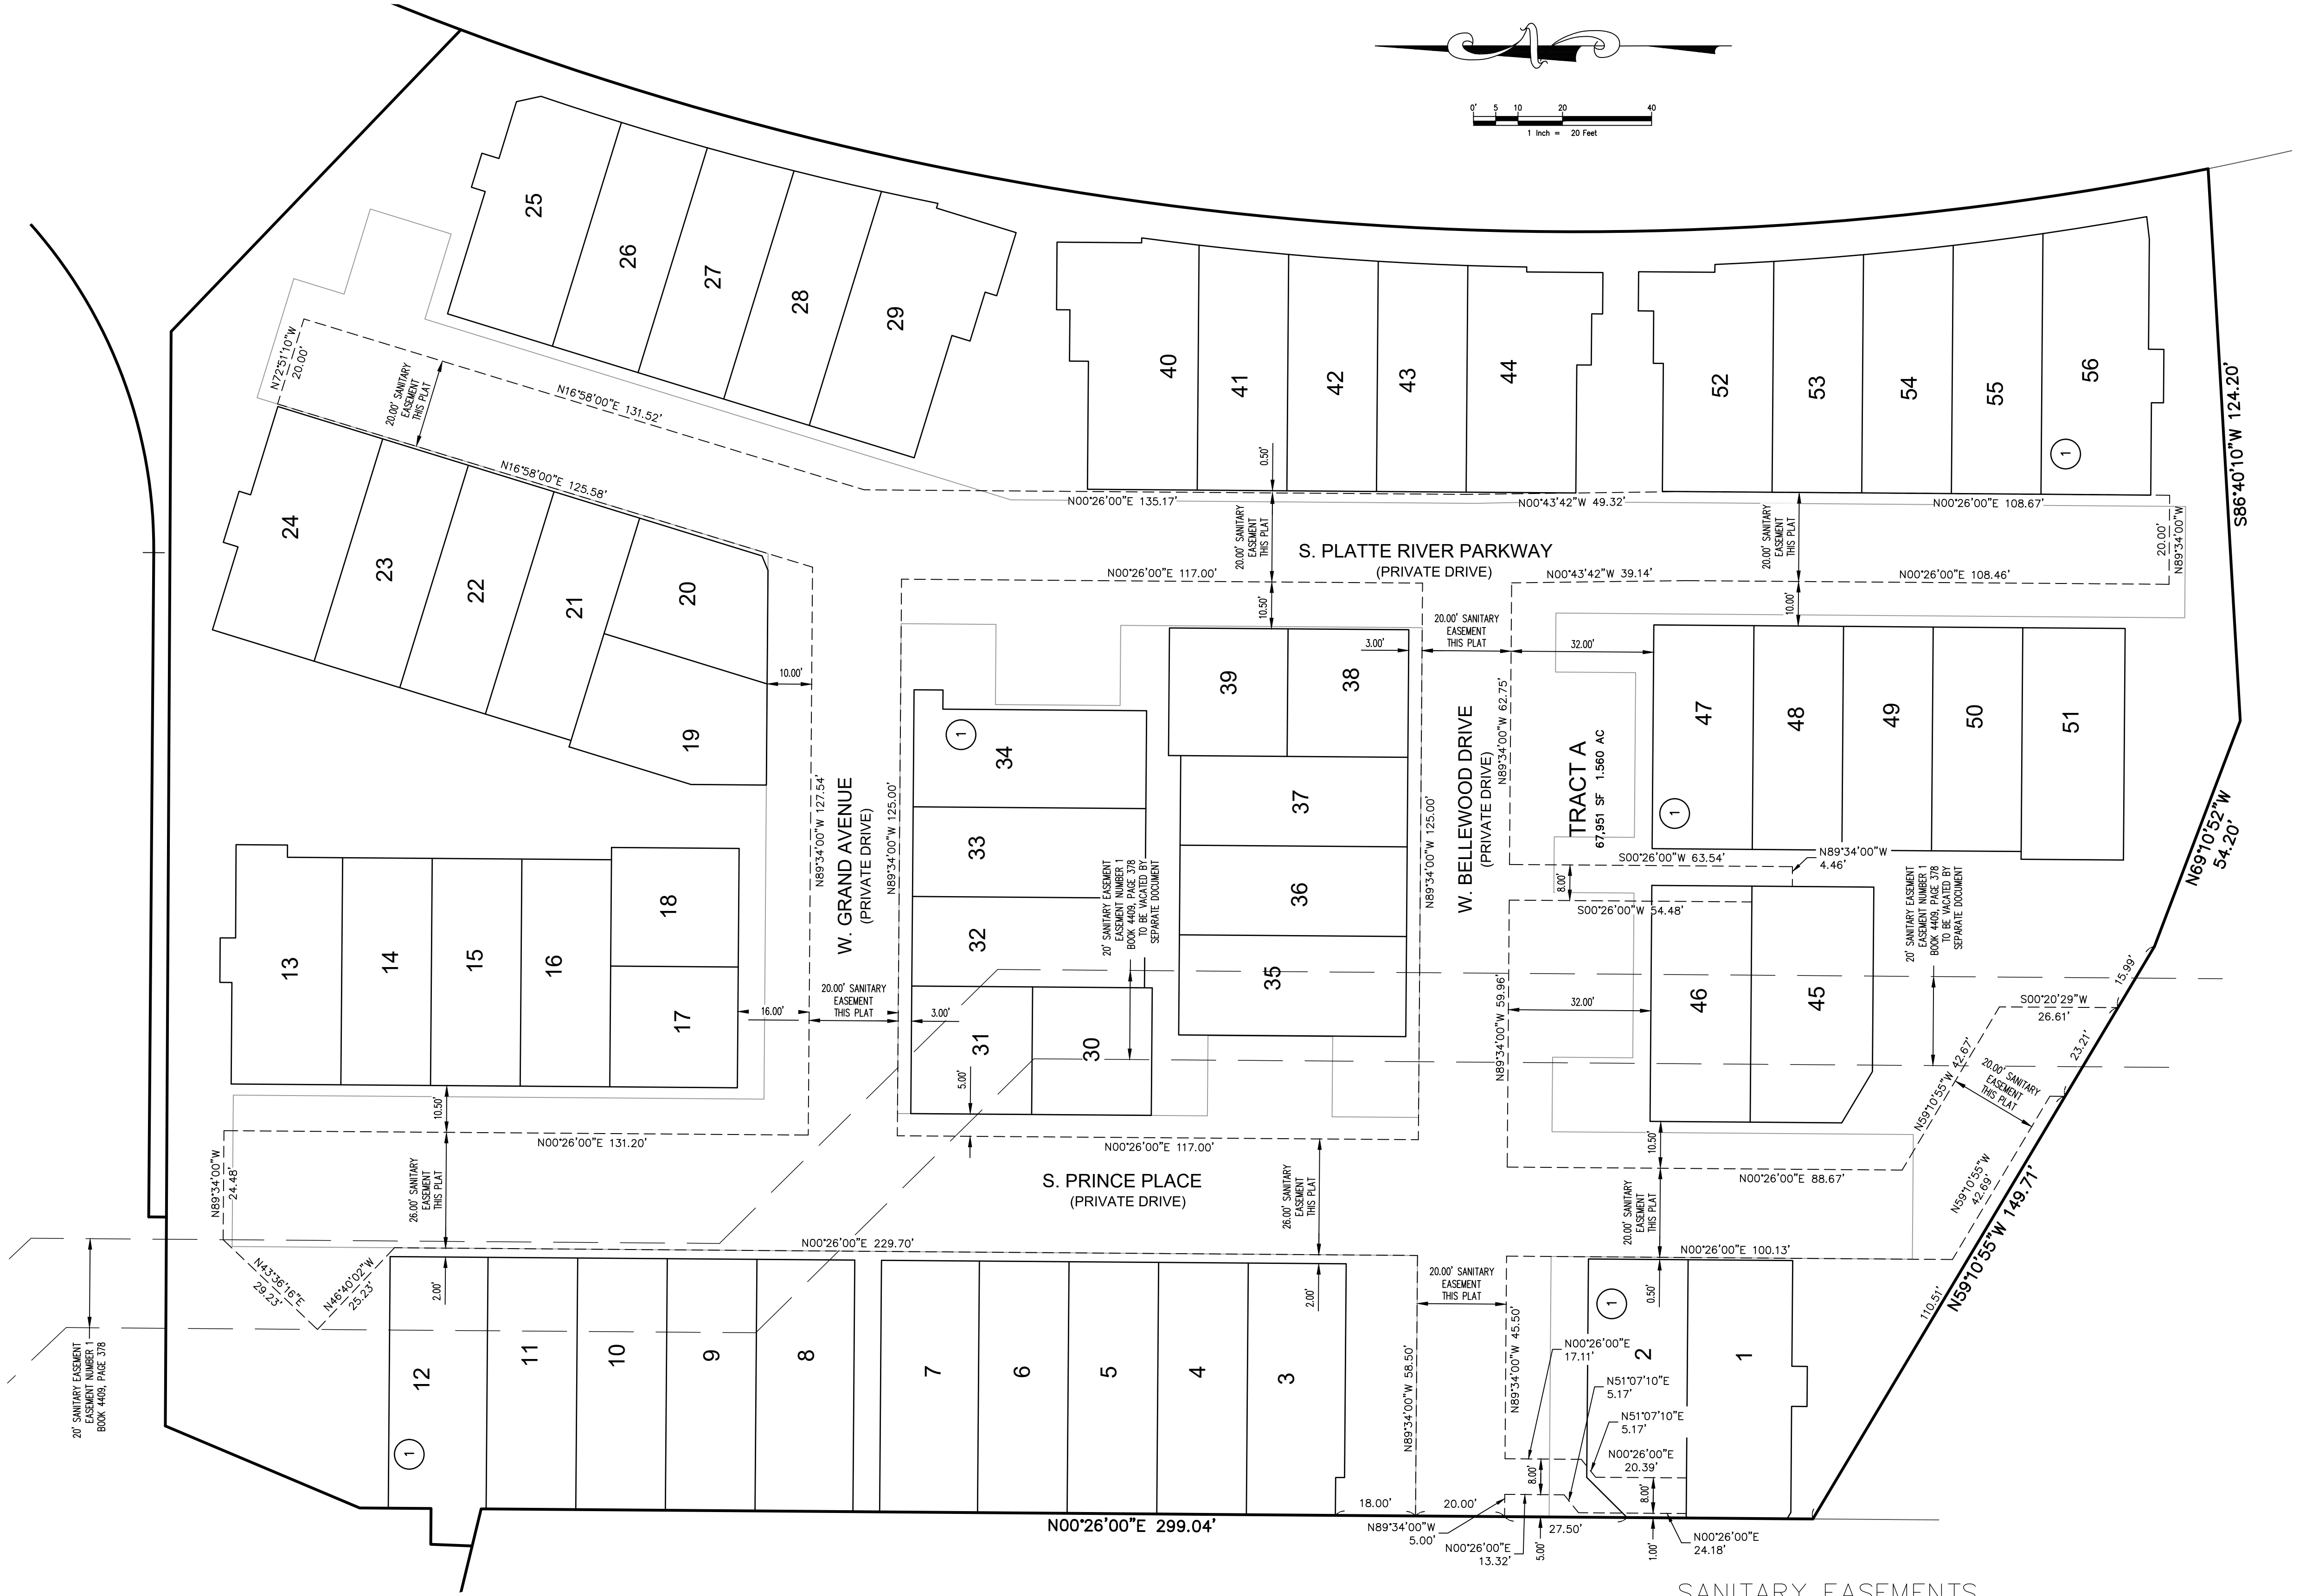 N
0' 5 10 20 40
1 Inch = 20 Feet
25
26
27
28
29
40
41
42
43
44
52
53
54
55
56
1
S86°40'10"W 124.20'
N72°51'10"W
20.00'
20.00' SANITARY
EASEMENT
THIS PLAT
N16°58'00"E 131.52'
N16°58'00"E 125.58'
0.50'
N00°26'00"E 135.17'
N00°43'42"W 49.32'
N00°26'00"E 108.67'
20.00'
N89°34'00"W
20.00' SANITARY
EASEMENT
THIS PLAT
20.00' SANITARY
EASEMENT
THIS PLAT
S. PLATTE RIVER PARKWAY
(PRIVATE DRIVE)
N00°26'00"E 117.00'
N00°43'42"W 39.14'
N00°26'00"E 108.46'
10.50'
10.00'
24
23
22
21
20
19
10.00'
39
38
3.00'
20.00' SANITARY
EASEMENT
THIS PLAT
32.00'
47
48
49
50
51
1
34
1
33
32
31
30
37
36
35
N89°34'00"W 127.54'
W. GRAND AVENUE
(PRIVATE DRIVE)
N89°34'00"W 125.00'
N89°34'00"W 125.00'
W. BELLEWOOD DRIVE
(PRIVATE DRIVE)
N89°34'00"W 62.75'
TRACT A
67,951 SF 1.560 AC
S00°26'00"W 63.54'
N89°34'00"W
4.46'
8.00'
S00°26'00"W 54.48'
N69°10'52"W
54.20'
20' SANITARY EASEMENT
EASEMENT NUMBER 1
BOOK 4409, PAGE 378
TO BE VACATED BY
SEPARATE DOCUMENT
20' SANITARY EASEMENT
EASEMENT NUMBER 1
BOOK 4409, PAGE 378
TO BE VACATED BY
SEPARATE DOCUMENT
13
14
15
16
18
17
16.00'
20.00' SANITARY
EASEMENT
THIS PLAT
3.00'
5.00'
N89°34'00"W 59.96'
32.00'
46
45
15.99'
S00°20'29"W
26.61'
23.21'
N59°10'55"W 42.67'
20.00' SANITARY
EASEMENT
THIS PLAT
N59°10'55"W
42.69'
N59°10'55"W 149.71'
110.51'
10.50'
N00°26'00"E 131.20'
N00°26'00"E 117.00'
10.50'
N00°26'00"E 88.67'
N89°34'00"W
24.48'
26.00' SANITARY
EASEMENT
THIS PLAT
S. PRINCE PLACE
(PRIVATE DRIVE)
26.00' SANITARY
EASEMENT
THIS PLAT
20.00' SANITARY
EASEMENT
THIS PLAT
N00°26'00"E 229.70'
N00°26'00"E 100.13'
N43°36'16"E
29.23'
N46°40'02"W
25.23'
2.00'
2.00'
0.50'
20.00' SANITARY
EASEMENT
THIS PLAT
20' SANITARY EASEMENT
EASEMENT NUMBER 1
BOOK 4409, PAGE 378
12
1
11
10
9
8
7
6
5
4
3
2
1
1
N89°34'00"W 58.50'
N89°34'00"W 45.50'
N00°26'00"E
17.11'
N51°07'10"E
5.17'
N51°07'10"E
5.17'
N00°26'00"E
20.39'
8.00'
8.00'
18.00'
20.00'
27.50'
N00°26'00"E 299.04'
N89°34'00"W
5.00'
N00°26'00"E
13.32'
5.00'
1.00'
N00°26'00"E
24.18'
SANITARY EASEMENTS